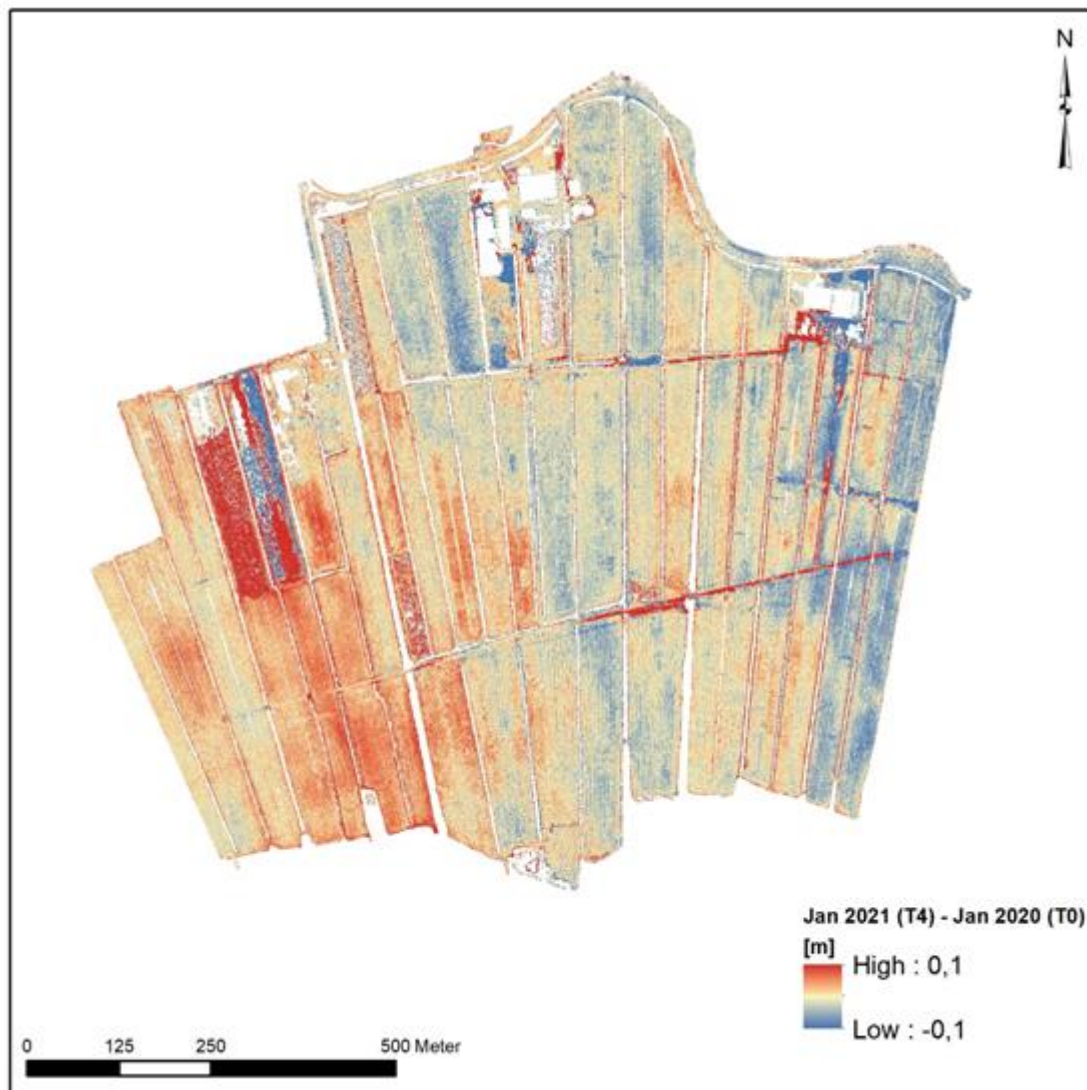 N
Jan 2021 (T4) - Jan 2020 (T0)
[m]
High : 0,1
Low : -0,1
0 125 250 500 Meter